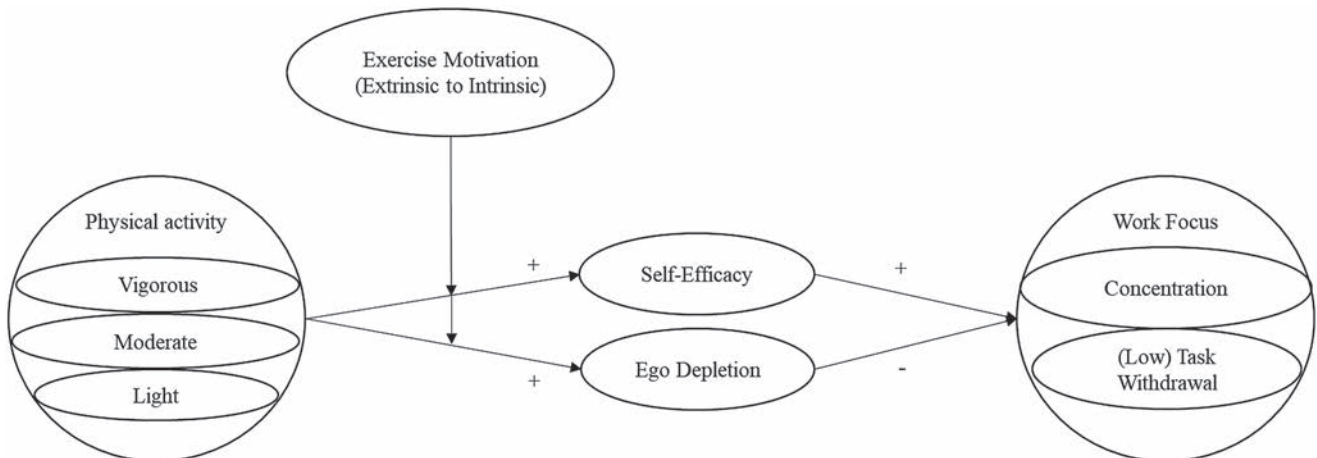 Exercise Motivation
(Extrinsic to Intrinsic)
Physical activity
Vigorous
Moderate
Light
+
Self-Efficacy
+
+
Ego Depletion
-
Work Focus
Concentration
(Low) Task
Withdrawal